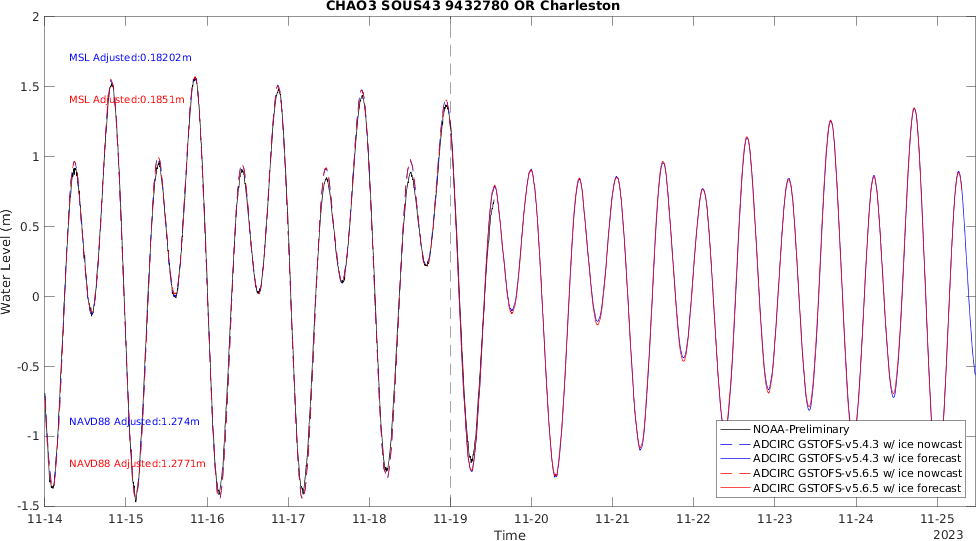 CHAO3 SOUS43 9432780 OR Charleston
2
1.5
1
0.5
0
-0.5
-1
-1.5
Water Level (m)
MSL Adjusted:0.18202m
MSL Adjusted:0.1851m
NAVD88 Adjusted:1.274m
NAVD88 Adjusted:1.2771m
NOAA-Preliminary
ADCIRC GSTOFS-v5.4.3 w/ ice nowcast
ADCIRC GSTOFS-v5.4.3 w/ ice forecast
ADCIRC GSTOFS-v5.6.5 w/ ice nowcast
ADCIRC GSTOFS-v5.6.5 w/ ice forecast
11-14 11-15 11-16 11-17 11-18 11-19 11-20 11-21 11-22 11-23 11-24 11-25
2023
Time